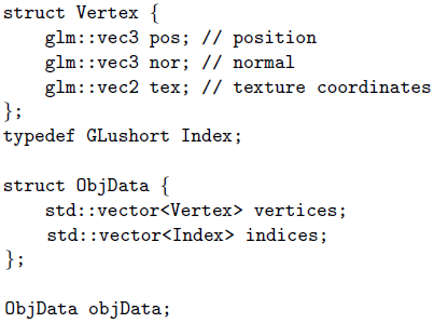 struct Vertex {
    glm::vec3 pos; // position
    glm::vec3 nor; // normal
    glm::vec2 tex; // texture coordinates
};
typedef GLushort Index;

struct ObjData {
    std::vector<Vertex> vertices;
    std::vector<Index> indices;
};

ObjData objData;